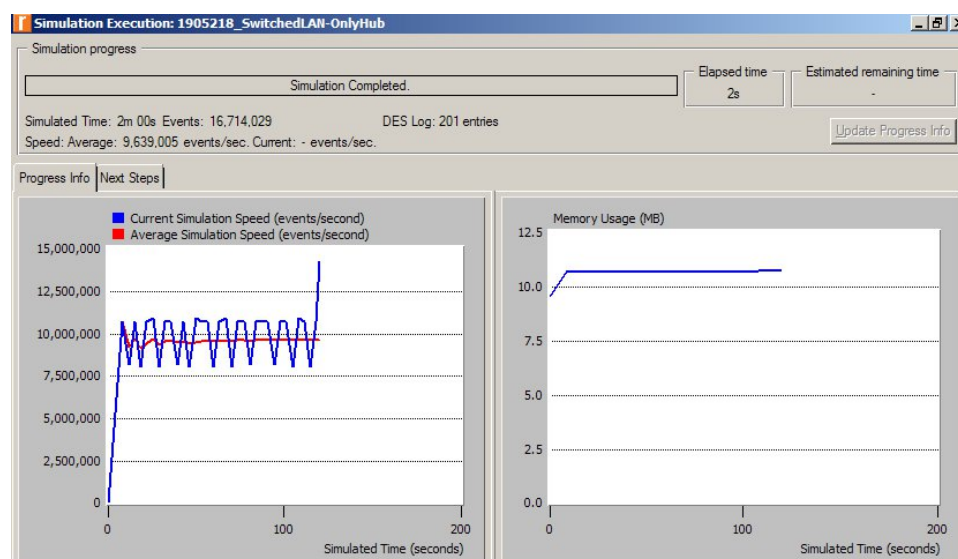 Simulation Execution: 1905218_SwitchedLAN-OnlyHub
Simulation progress
Simulation Completed.
Elapsed time
2s
Estimated remaining time
-
Simulated Time: 2m 00s Events: 16,714,029 DES Log: 201 entries
Speed: Average: 9,639,005 events/sec. Current: - events/sec.
Update Progress Info
Progress Info Next Steps
Current Simulation Speed (events/second)
Average Simulation Speed (events/second)
15,000,000
12,500,000
10,000,000
7,500,000
5,000,000
2,500,000
0
0 100 200
Simulated Time (seconds)
Memory Usage (MB)
12.5
10.0
7.5
5.0
2.5
0.0
0 100 200
Simulated Time (seconds)